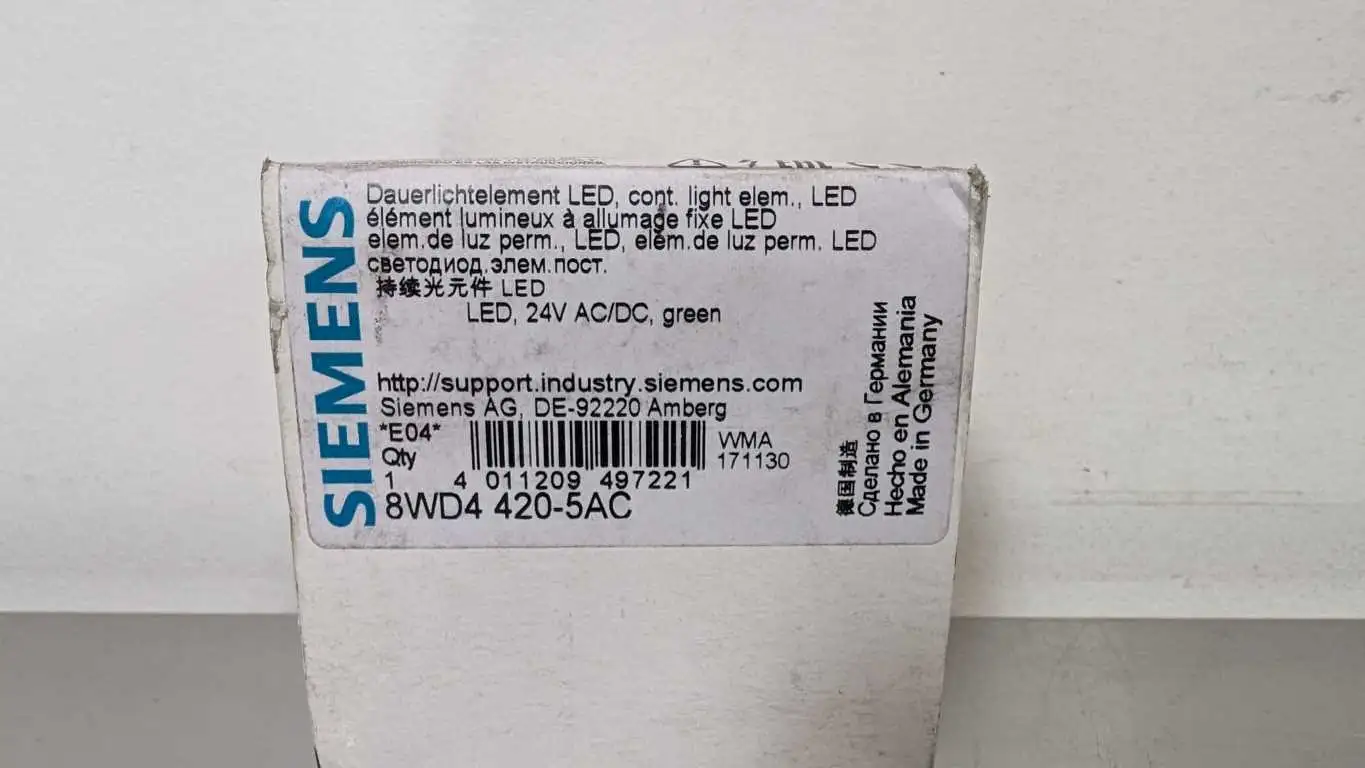 SIEMENS
Dauerlichtelement LED, cont. light elem., LED
élément lumineux à allumage fixe LED
elem.de luz perm., LED, elem.de luz perm. LED
светодиод.элем.пост.
持续光元件 LED
LED, 24V AC/DC, green
http://support.industry.siemens.com
Siemens AG, DE-92220 Amberg
*E04*
Qty
1
4 011209 497221
WMA
171130
8WD4 420-5AC
德国制造
Сделано в Германии
Hecho en Alemania
Made in Germany